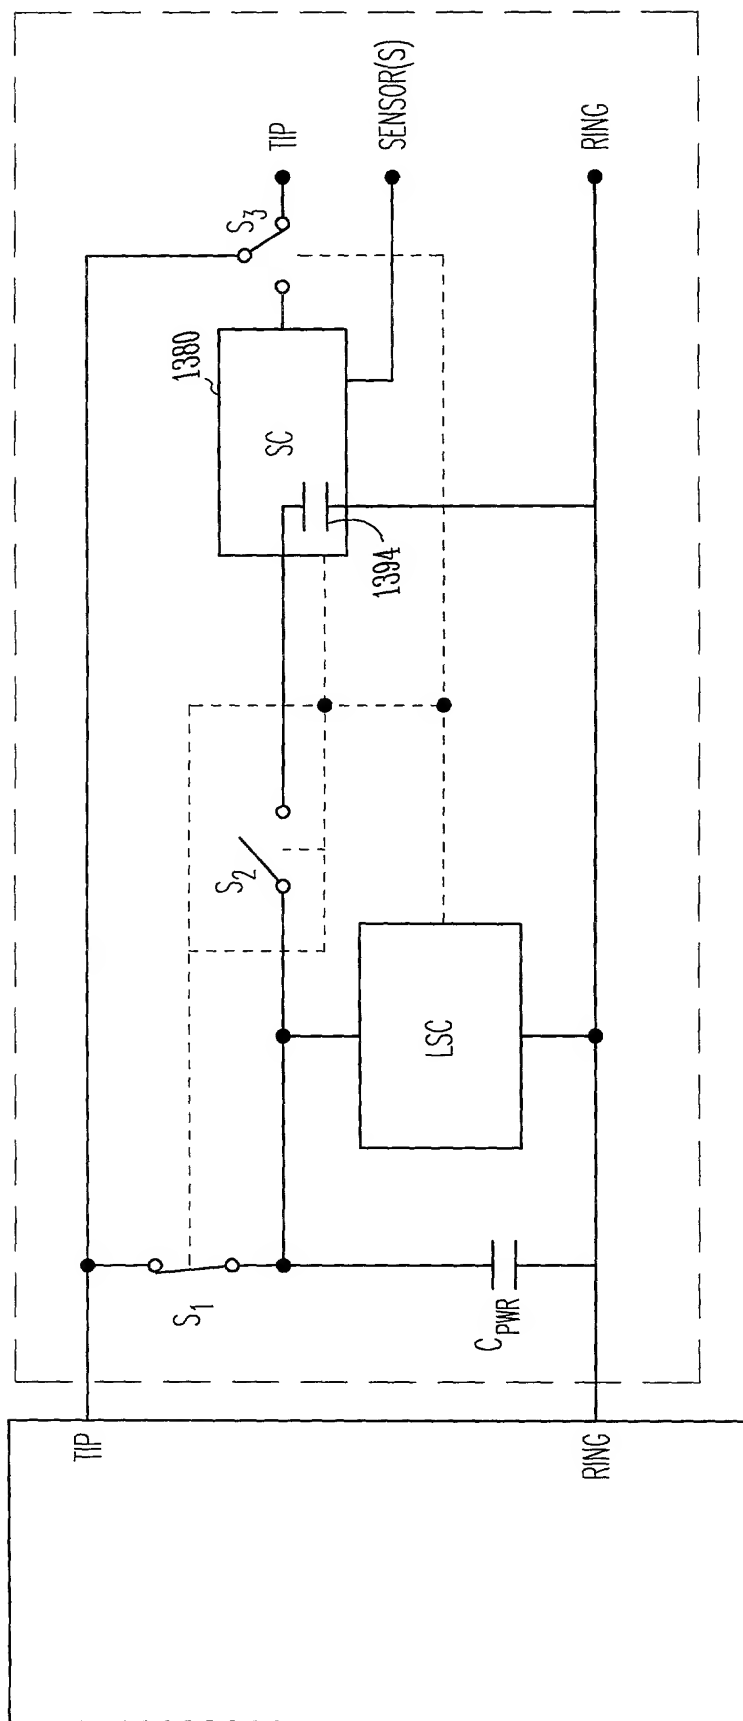 TIP
SENSOR(S)
RING
S3
1380
SC
1394
S2
LSC
S1
CPWR
TIP
RING